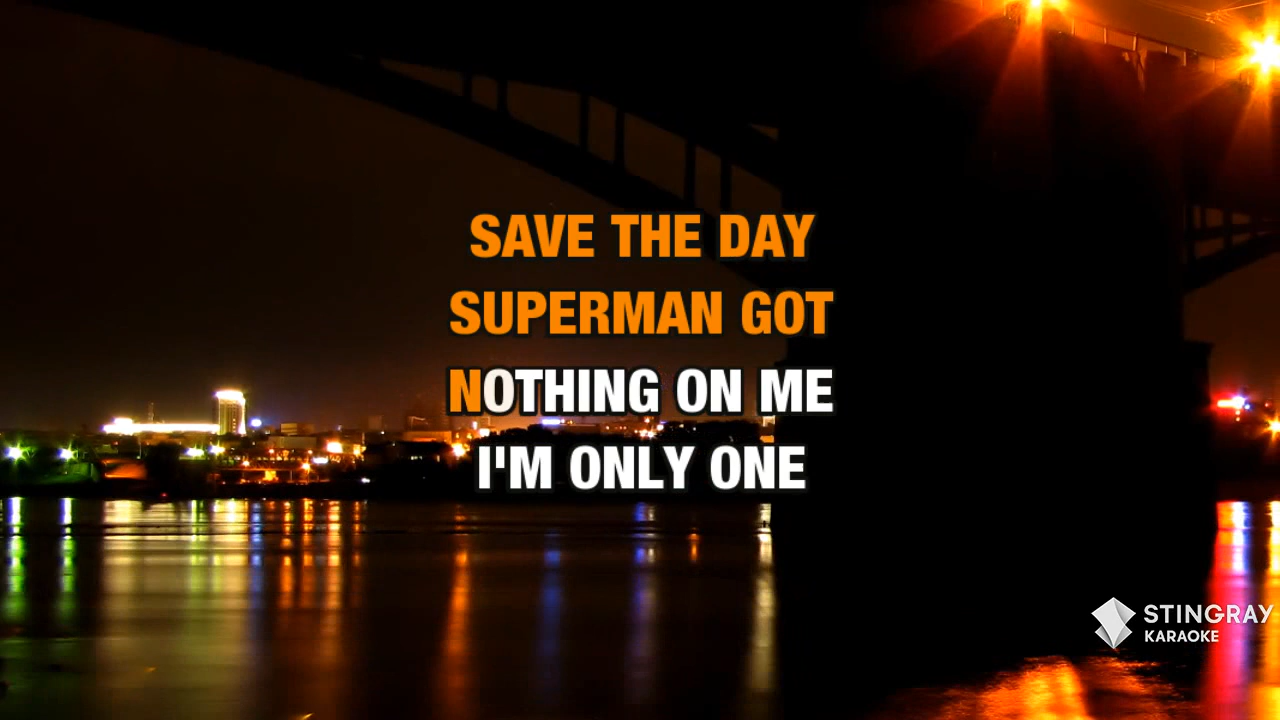 SAVE THE DAY
SUPERMAN GOT
NOTHING ON ME
I'M ONLY ONE
STINGRAY
KARAOKE